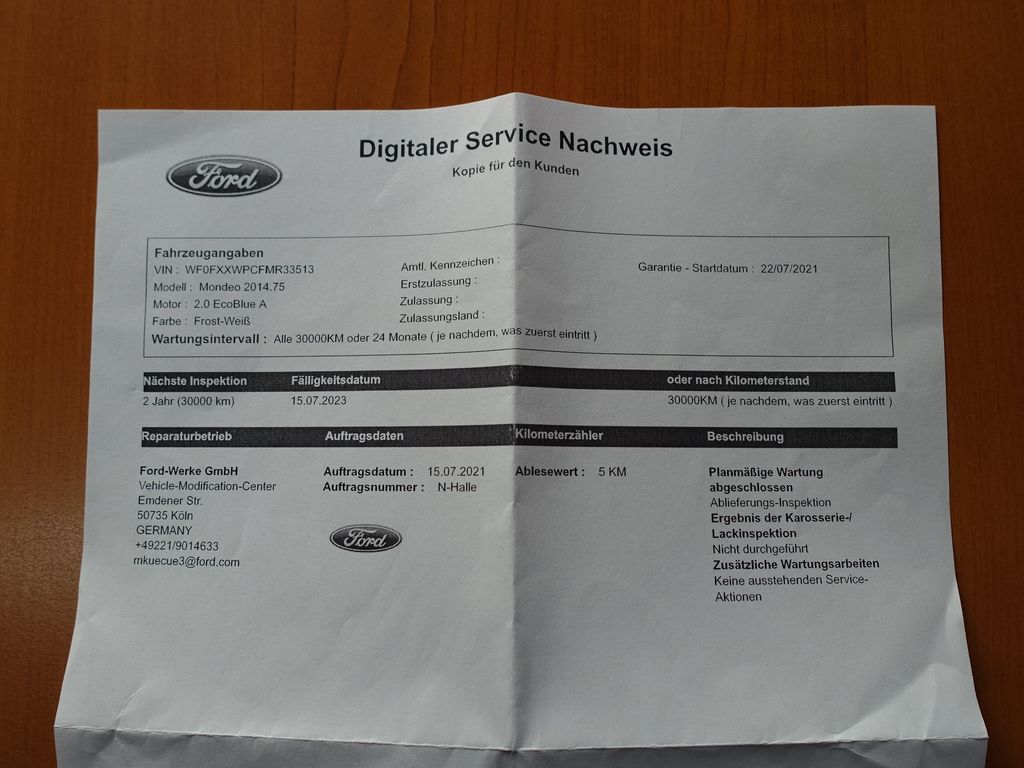 Digitaler Service Nachweis
Kopie für den Kunden
Ford
Fahrzeugangaben
VIN : WF0FXXWPCFMR33513
Modell : Mondeo 2014.75
Motor : 2.0 EcoBlue A
Farbe : Frost-Weiß
Amtl. Kennzeichen :
Erstzulassung :
Zulassung :
Zulassungsland :
Garantie - Startdatum : 22/07/2021
Wartungsintervall : Alle 30000KM oder 24 Monate ( je nachdem, was zuerst eintritt )
Nächste Inspektion Fälligkeitsdatum oder nach Kilometerstand
2 Jahr (30000 km) 15.07.2023 30000KM ( je nachdem, was zuerst eintritt )
Reparaturbetrieb Auftragsdaten Kilometerzähler Beschreibung
Ford-Werke GmbH
Vehicle-Modification-Center
Emdener Str.
50735 Köln
GERMANY
+49221/9014633
mkuecue3@ford.com
Auftragsdatum : 15.07.2021
Auftragsnummer : N-Halle
Ford
Ablesewert : 5 KM
Planmäßige Wartung
abgeschlossen
Ablieferungs-Inspektion
Ergebnis der Karosserie-/
Lackinspektion
Nicht durchgeführt
Zusätzliche Wartungsarbeiten
Keine ausstehenden Service-
Aktionen